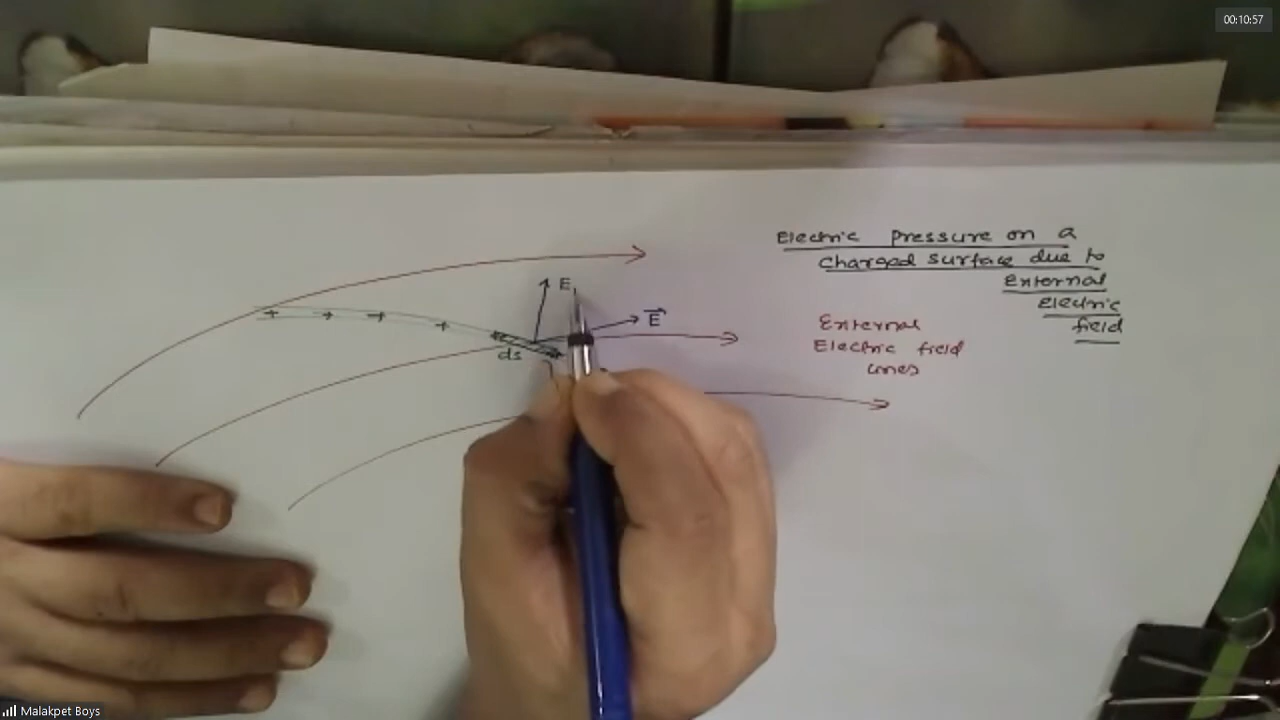 00:10:57
Electric Pressure on a
charged surface due to
External
Electric
field
External
Electric field
Lines
E
E
ds
+ + + +
Malakpet Boys